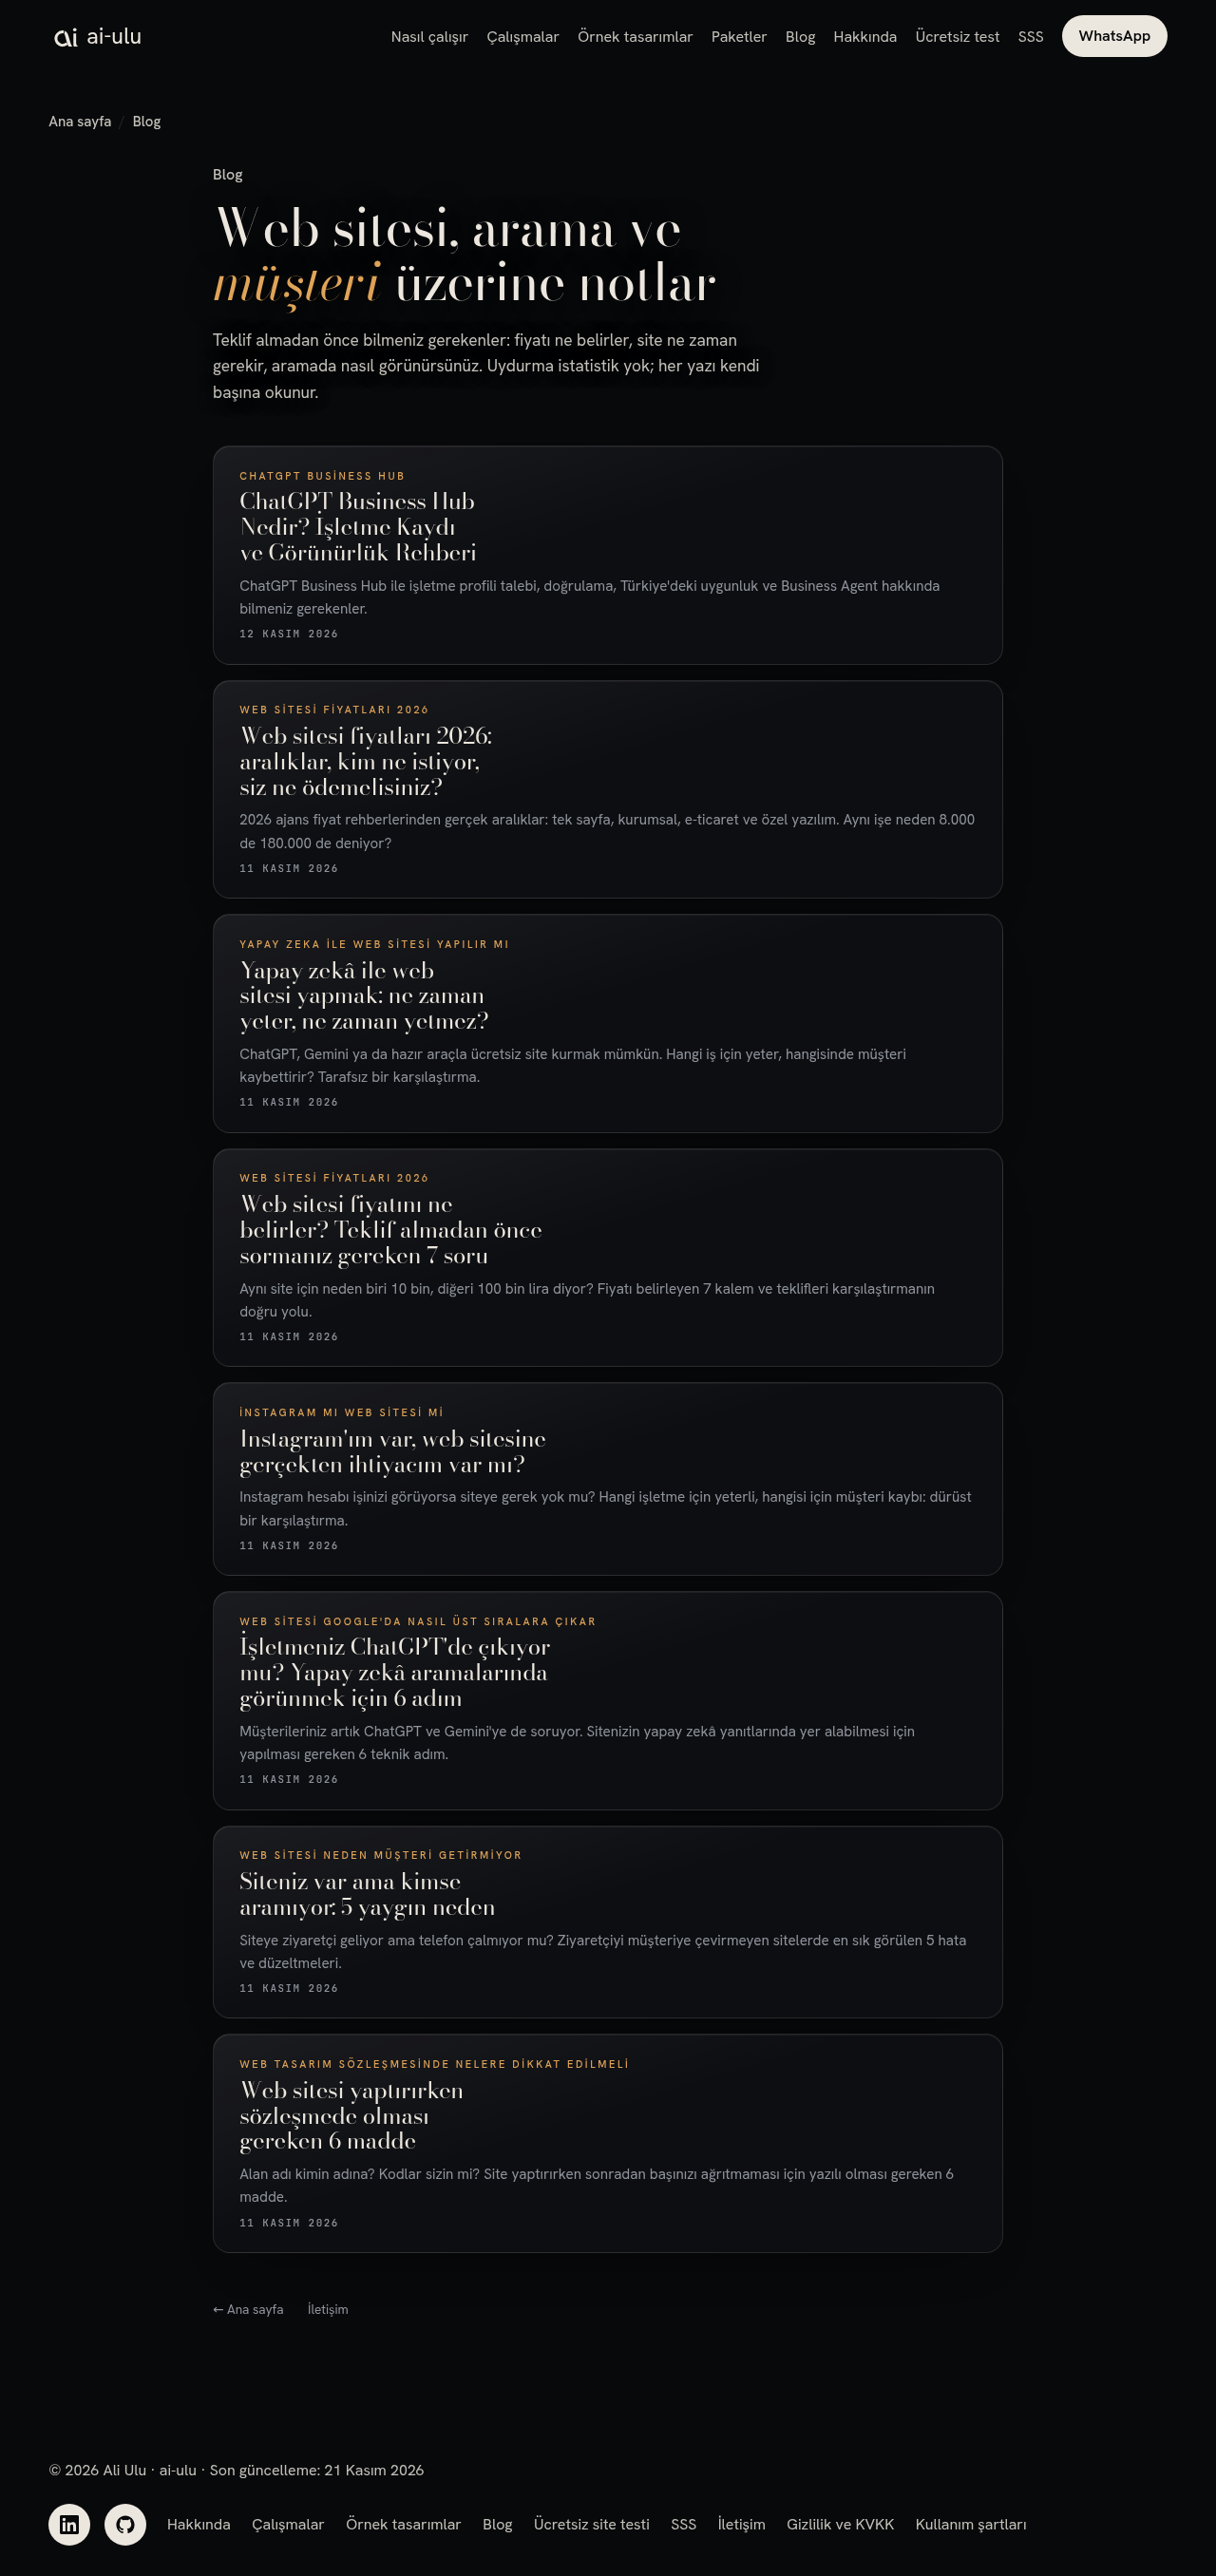 ai ai-ulu
Nasıl çalışır Çalışmalar Örnek tasarımlar Paketler Blog Hakkında Ücretsiz test SSS WhatsApp
Ana sayfa / Blog
Blog
Web sitesi, arama ve
müşteri üzerine notlar
Teklif almadan önce bilmeniz gerekenler: fiyatı ne belirler, site ne zaman
gerekir, aramada nasıl görünürsünüz. Uydurma istatistik yok; her yazı kendi
başına okunur.
CHATGPT BUSİNESS HUB
ChatGPT Business Hub
Nedir? İşletme Kaydı
ve Görünürlük Rehberi
ChatGPT Business Hub ile işletme profili talebi, doğrulama, Türkiye'deki uygunluk ve Business Agent hakkında
bilmeniz gerekenler.
12 KASIM 2026
WEB SİTESİ FİYATLARI 2026
Web sitesi fiyatları 2026:
aralıklar, kim ne istiyor,
siz ne ödemelisiniz?
2026 ajans fiyat rehberlerinden gerçek aralıklar: tek sayfa, kurumsal, e-ticaret ve özel yazılım. Aynı işe neden 8.000
de 180.000 de deniyor?
11 KASIM 2026
YAPAY ZEKA İLE WEB SİTESİ YAPILIR MI
Yapay zekâ ile web
sitesi yapmak: ne zaman
yeter, ne zaman yetmez?
ChatGPT, Gemini ya da hazır araçla ücretsiz site kurmak mümkün. Hangi iş için yeter, hangisinde müşteri
kaybettirir? Tarafsız bir karşılaştırma.
11 KASIM 2026
WEB SİTESİ FİYATLARI 2026
Web sitesi fiyatını ne
belirler? Teklif almadan önce
sormanız gereken 7 soru
Aynı site için neden biri 10 bin, diğeri 100 bin lira diyor? Fiyatı belirleyen 7 kalem ve teklifleri karşılaştırmanın
doğru yolu.
11 KASIM 2026
İNSTAGRAM MI WEB SİTESİ Mİ
Instagram'ım var, web sitesine
gerçekten ihtiyacım var mı?
Instagram hesabı işinizi görüyorsa siteye gerek yok mu? Hangi işletme için yeterli, hangisi için müşteri kaybı: dürüst
bir karşılaştırma.
11 KASIM 2026
WEB SİTESİ GOOGLE'DA NASIL ÜST SIRALARA ÇIKAR
İşletmeniz ChatGPT'de çıkıyor
mu? Yapay zekâ aramalarında
görünmek için 6 adım
Müşterileriniz artık ChatGPT ve Gemini'ye de soruyor. Sitenizin yapay zekâ yanıtlarında yer alabilmesi için
yapılması gereken 6 teknik adım.
11 KASIM 2026
WEB SİTESİ NEDEN MÜŞTERİ GETİRMİYOR
Siteniz var ama kimse
aramıyor: 5 yaygın neden
Siteye ziyaretçi geliyor ama telefon çalmıyor mu? Ziyaretçiyi müşteriye çevirmeyen sitelerde en sık görülen 5 hata
ve düzeltmeleri.
11 KASIM 2026
WEB TASARIM SÖZLEŞMESİNDE NELERE DİKKAT EDİLMELİ
Web sitesi yaptırırken
sözleşmede olması
gereken 6 madde
Alan adı kimin adına? Kodlar sizin mi? Site yaptırırken sonradan başınızı ağrıtmaması için yazılı olması gereken 6
madde.
11 KASIM 2026
← Ana sayfa İletişim
© 2026 Ali Ulu · ai-ulu · Son güncelleme: 21 Kasım 2026
Hakkında Çalışmalar Örnek tasarımlar Blog Ücretsiz site testi SSS İletişim Gizlilik ve KVKK Kullanım şartları